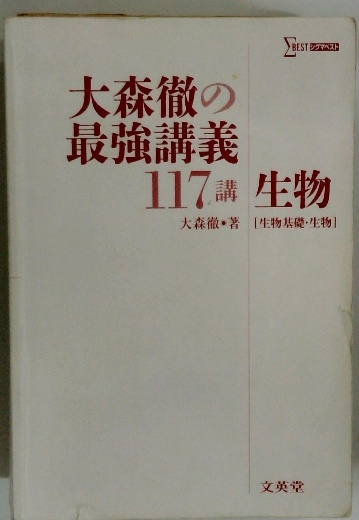 ΣBEST シグマベスト
大森徹の
最強講義
117講 生物
大森徹●著 [生物基礎・生物]
文英堂